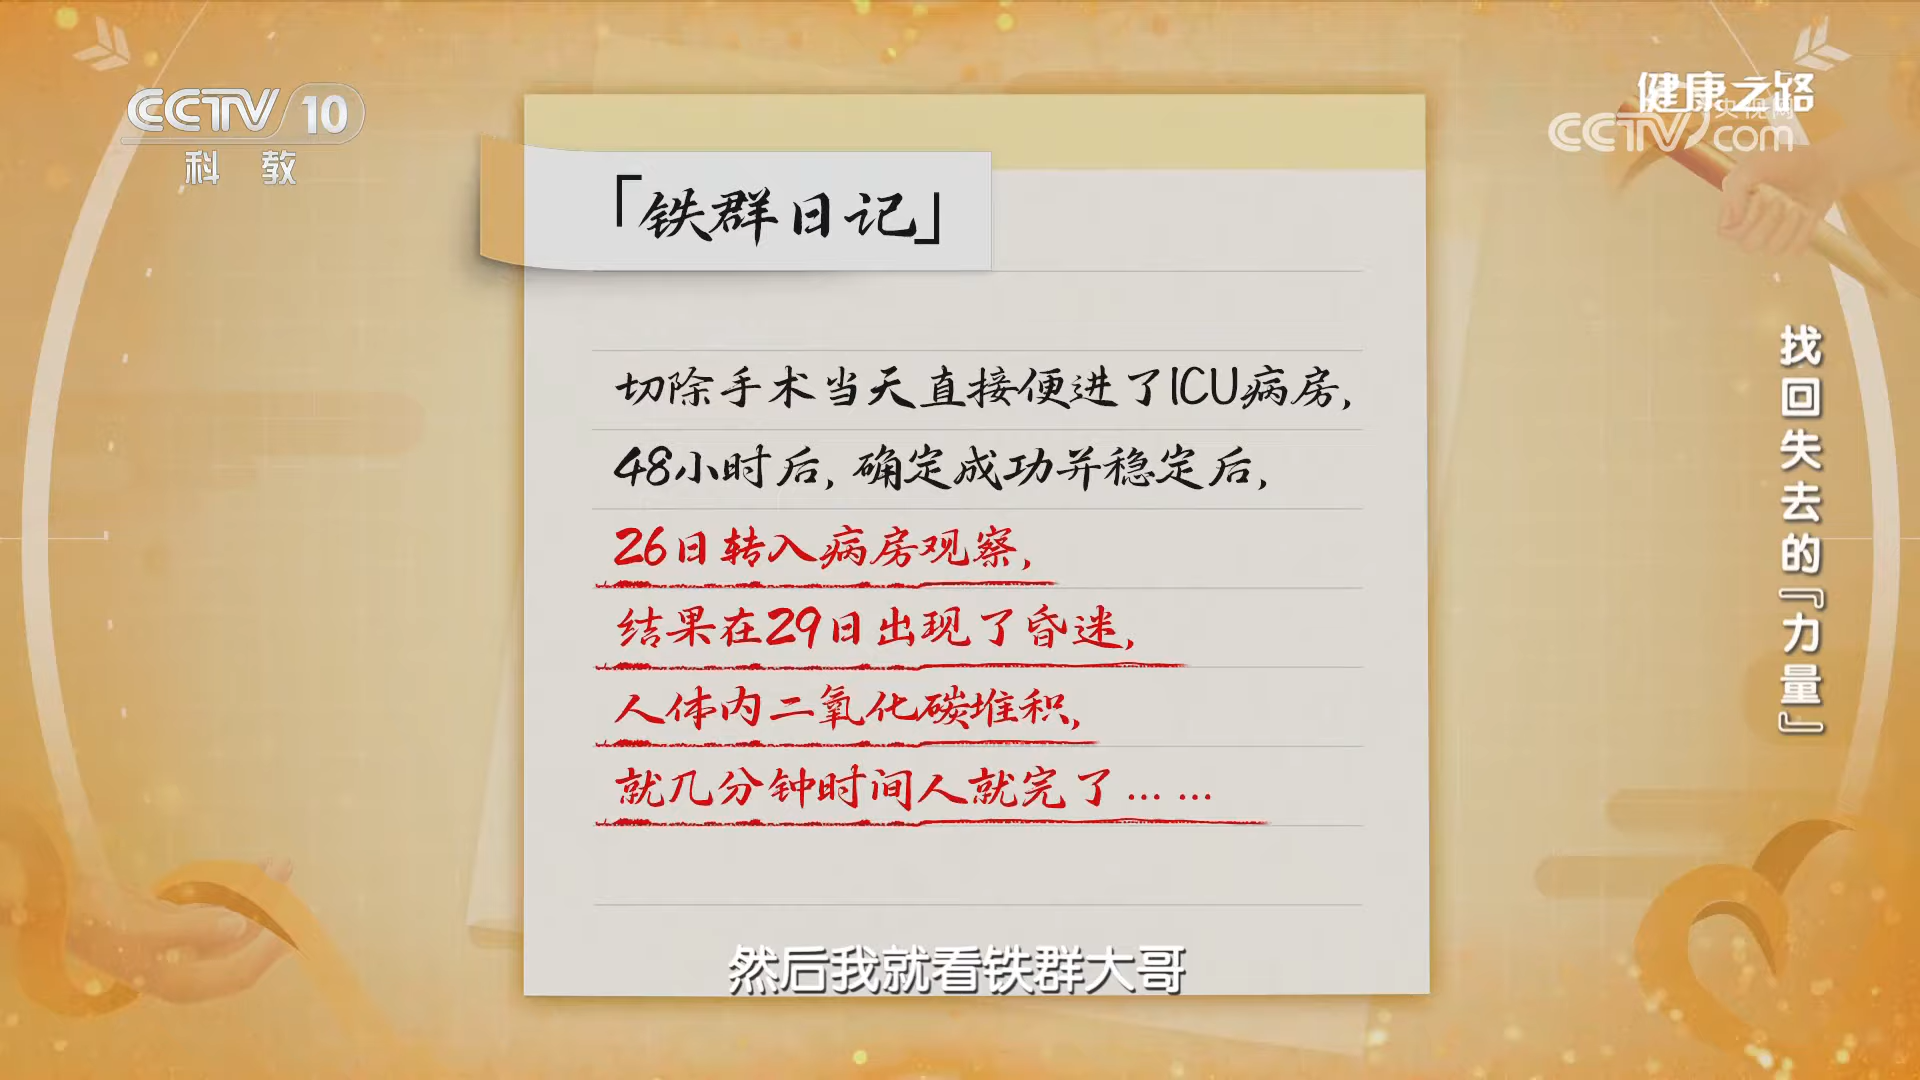 CCTV 10
科 教
健康之路
央视网
CCTV.com
「铁群日记」
切除手术当天直接便进了ICU病房,
48小时后,确定成功并稳定后,
26日转入病房观察,
结果在29日出现了昏迷,
人体内二氧化碳堆积,
就几分钟时间人就完了……
找回失去的『力量』
然后我就看铁群大哥